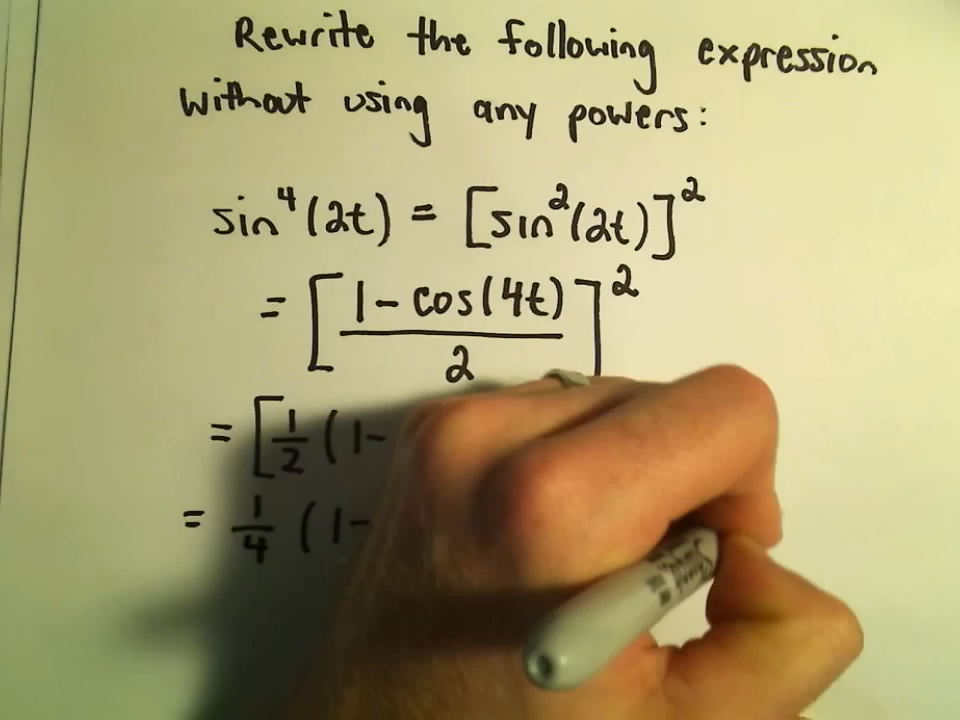 Rewrite the following expression
without using any powers:
sin⁴(2t) = [sin²(2t)]²
= [1-cos(4t)/2]²
= [1/2 (1-
= 1/4 (1-